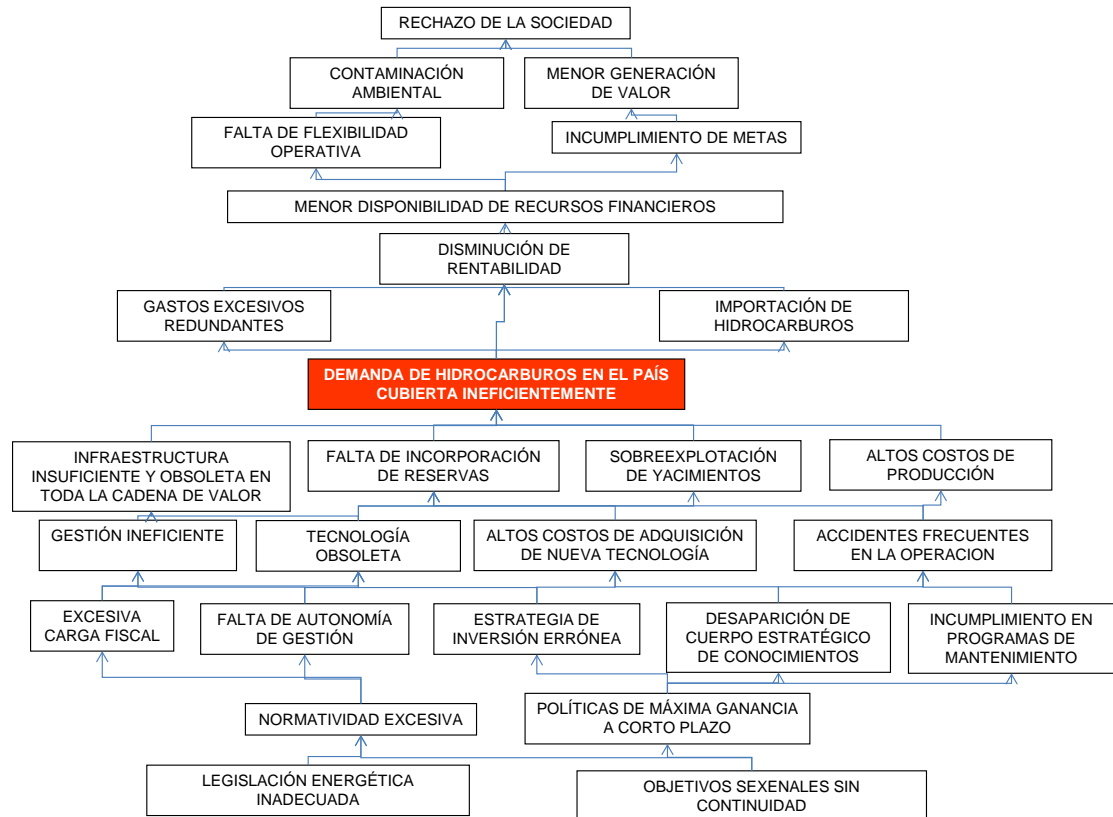 RECHAZO DE LA SOCIEDAD
CONTAMINACIÓN
AMBIENTAL
MENOR GENERACIÓN
DE VALOR
FALTA DE FLEXIBILIDAD
OPERATIVA
INCUMPLIMIENTO DE METAS
MENOR DISPONIBILIDAD DE RECURSOS FINANCIEROS
DISMINUCIÓN DE
RENTABILIDAD
GASTOS EXCESIVOS
REDUNDANTES
IMPORTACIÓN DE
HIDROCARBUROS
DEMANDA DE HIDROCARBUROS EN EL PAÍS
CUBIERTA INEFICIENTEMENTE
INFRAESTRUCTURA
INSUFICIENTE Y OBSOLETA EN
TODA LA CADENA DE VALOR
FALTA DE INCORPORACIÓN
DE RESERVAS
SOBREEXPLOTACIÓN
DE YACIMIENTOS
ALTOS COSTOS DE
PRODUCCIÓN
GESTIÓN INEFICIENTE
TECNOLOGÍA
OBSOLETA
ALTOS COSTOS DE ADQUISICIÓN
DE NUEVA TECNOLOGÍA
ACCIDENTES FRECUENTES
EN LA OPERACION
EXCESIVA
CARGA FISCAL
FALTA DE AUTONOMÍA
DE GESTIÓN
ESTRATEGIA DE
INVERSIÓN ERRÓNEA
DESAPARICIÓN DE
CUERPO ESTRATÉGICO
DE CONOCIMIENTOS
INCUMPLIMIENTO EN
PROGRAMAS DE
MANTENIMIENTO
NORMATIVIDAD EXCESIVA
POLÍTICAS DE MÁXIMA GANANCIA
A CORTO PLAZO
LEGISLACIÓN ENERGÉTICA
INADECUADA
OBJETIVOS SEXENALES SIN
CONTINUIDAD